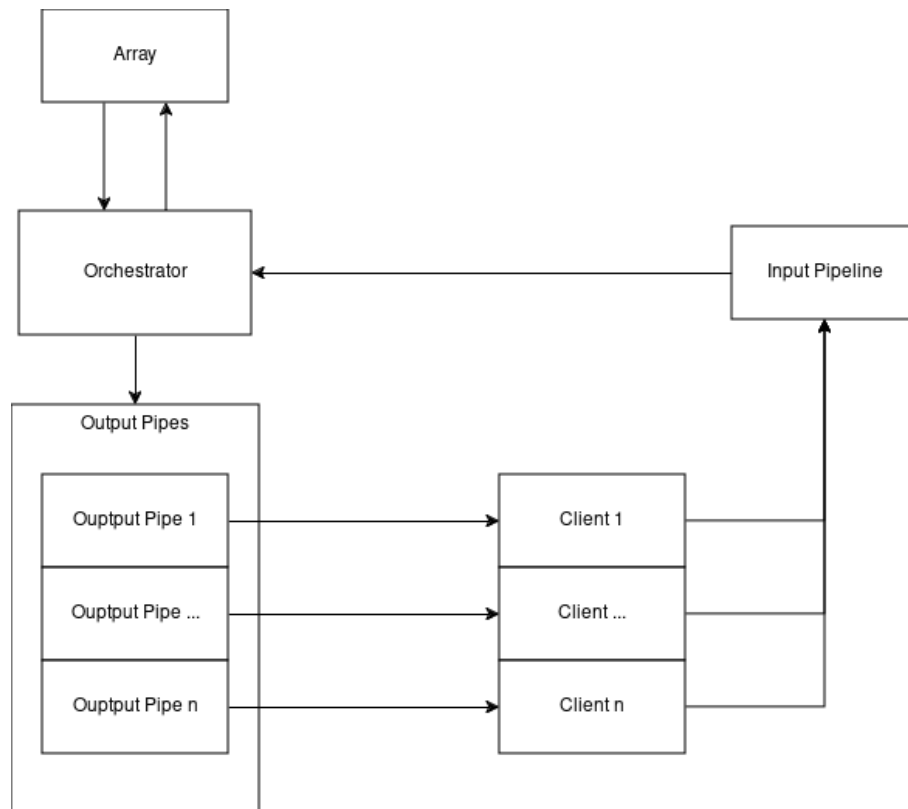 Array
Orchestrator
Input Pipeline
Output Pipes
Ouptput Pipe 1
Client 1
Ouptput Pipe ...
Client ...
Ouptput Pipe n
Client n